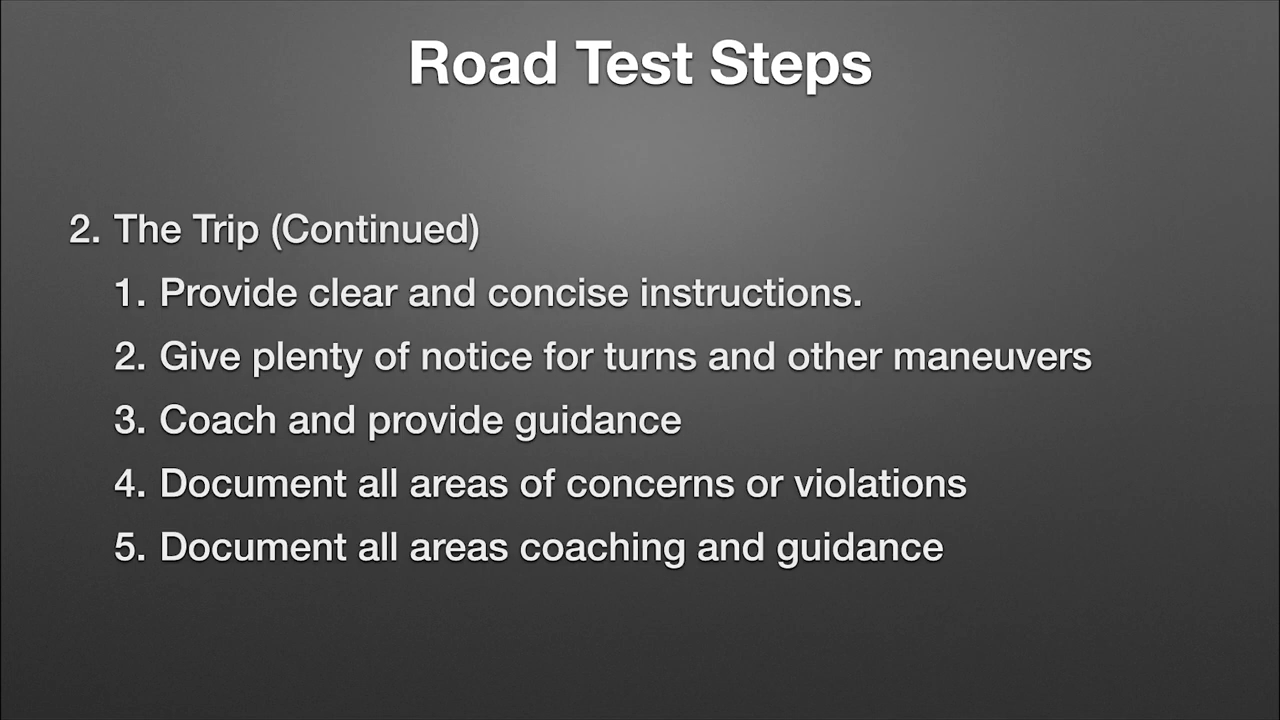 Road Test Steps
2. The Trip (Continued)
1. Provide clear and concise instructions.
2. Give plenty of notice for turns and other maneuvers
3. Coach and provide guidance
4. Document all areas of concerns or violations
5. Document all areas coaching and guidance